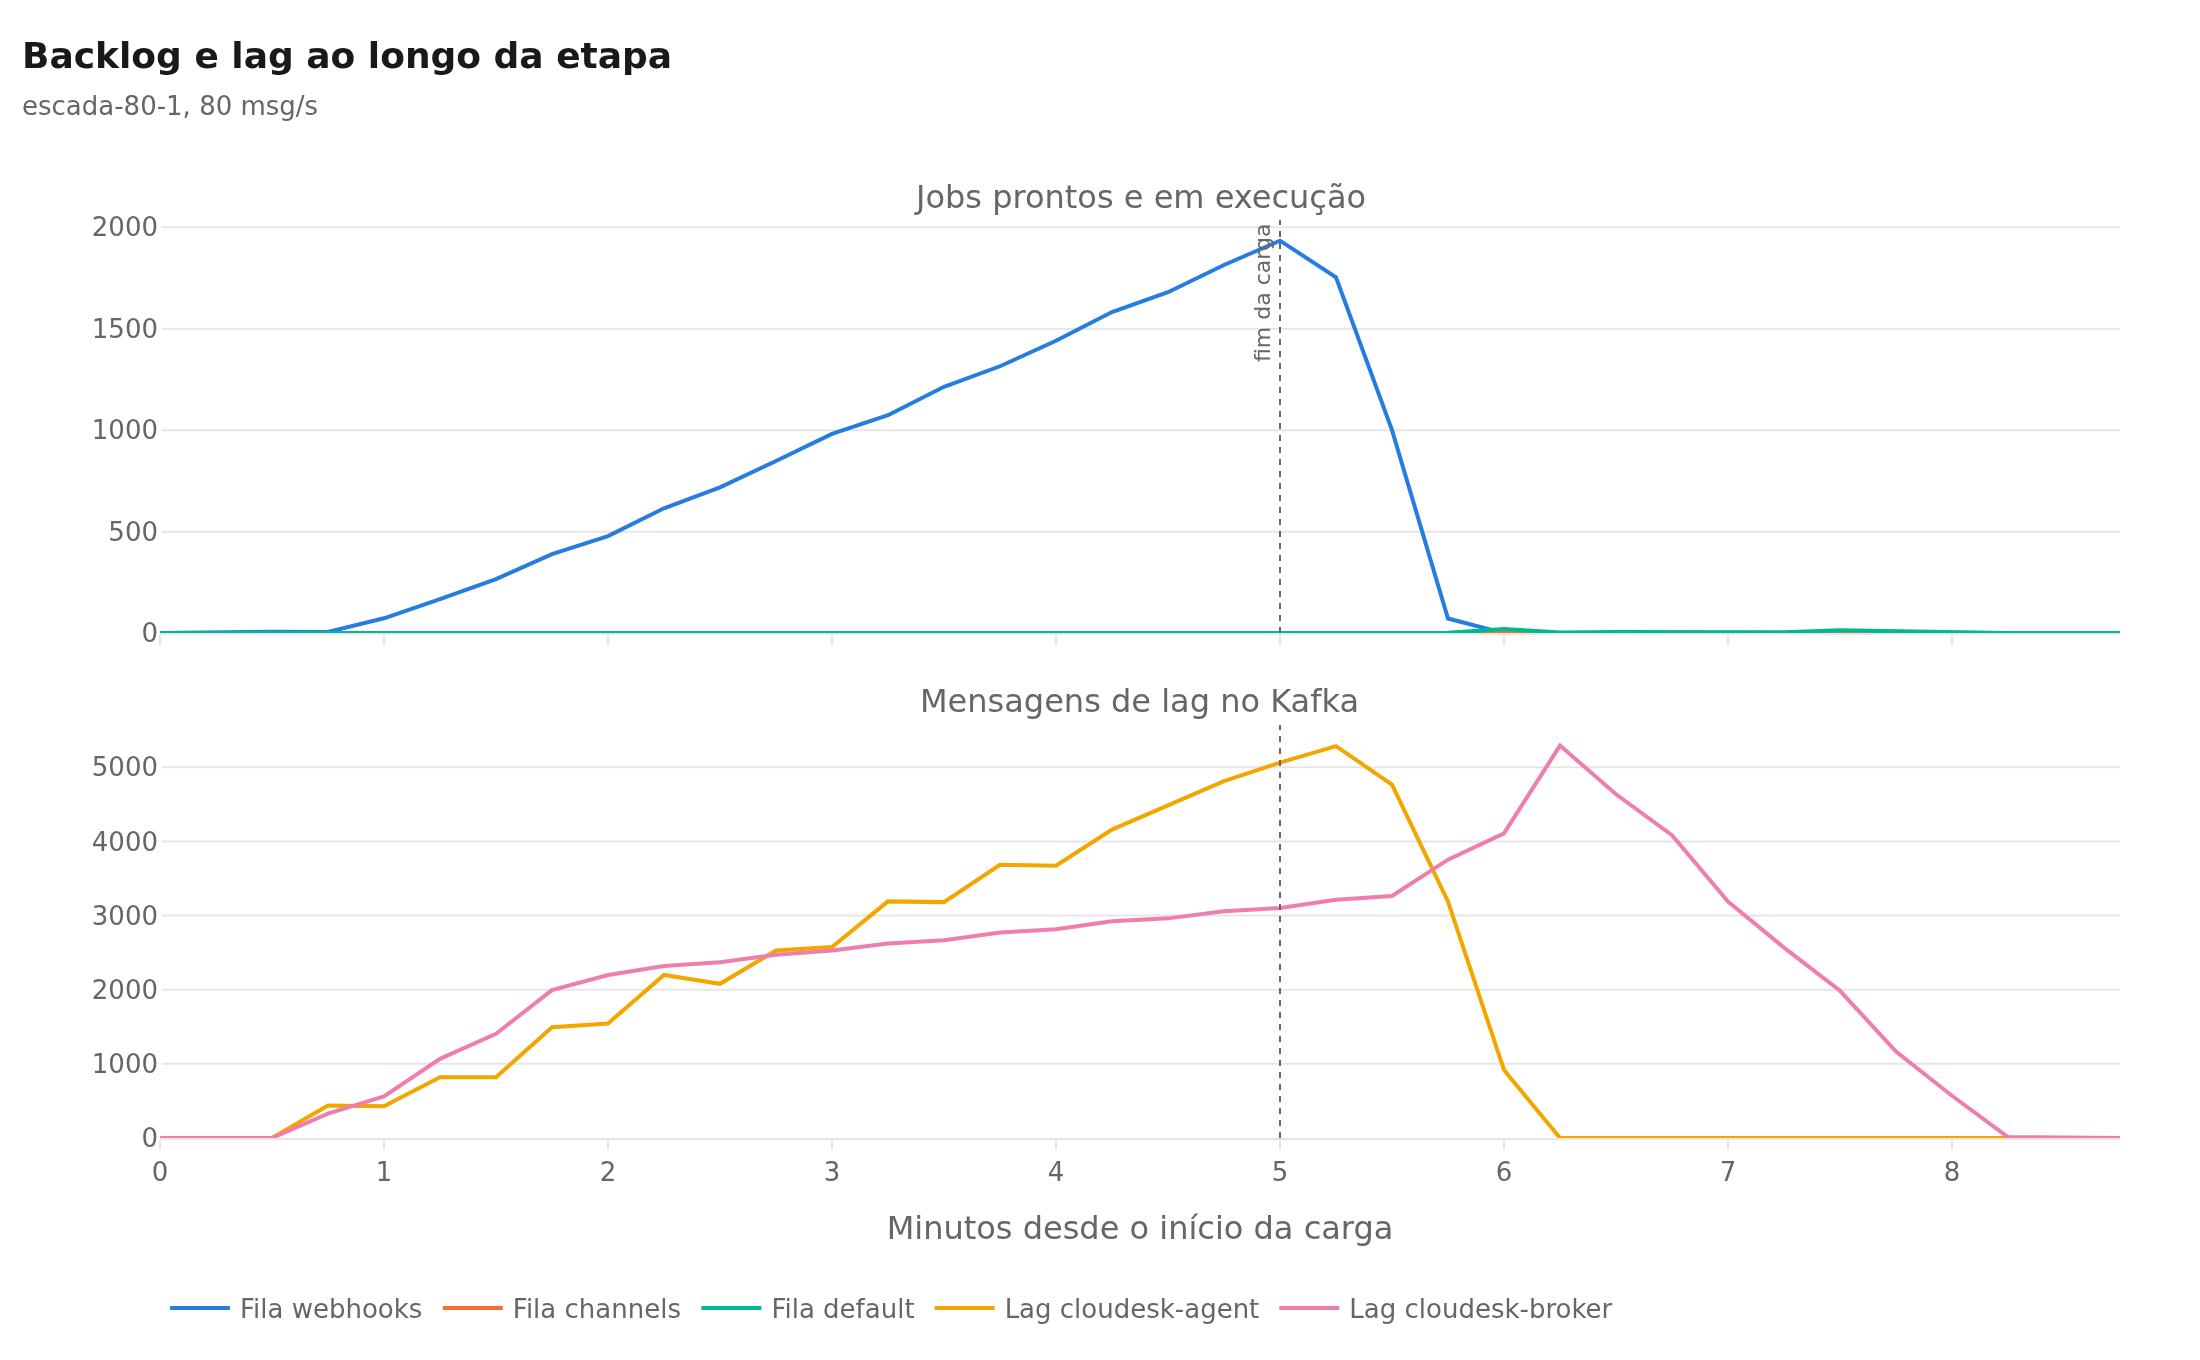 Backlog e lag ao longo da etapa
escada-80-1, 80 msg/s
Jobs prontos e em execução
2000
1500
1000
500
0
fim da carga
Mensagens de lag no Kafka
5000
4000
3000
2000
1000
0
0 1 2 3 4 5 6 7 8
Minutos desde o início da carga
Fila webhooks Fila channels Fila default Lag cloudesk-agent Lag cloudesk-broker